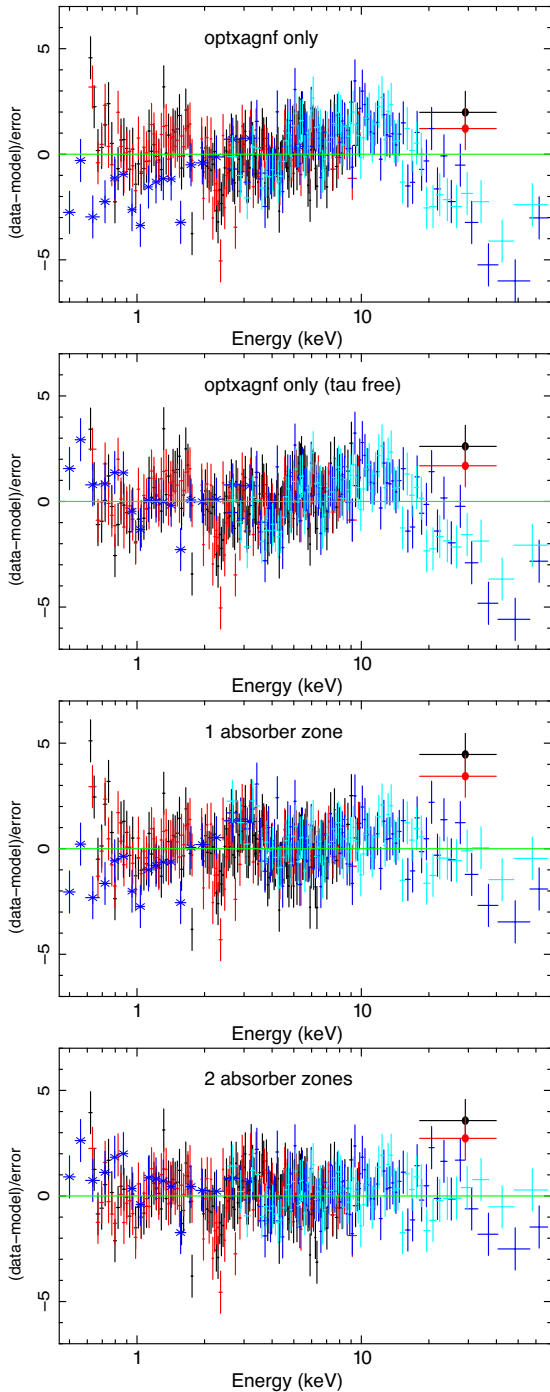 optxagnf only
5
0
−5
(data−model)/error
1
10
Energy (keV)
optxagnf only (tau free)
5
0
−5
(data−model)/error
1
10
Energy (keV)
1 absorber zone
5
0
−5
(data−model)/error
1
10
Energy (keV)
2 absorber zones
5
0
−5
(data−model)/error
1
10
Energy (keV)